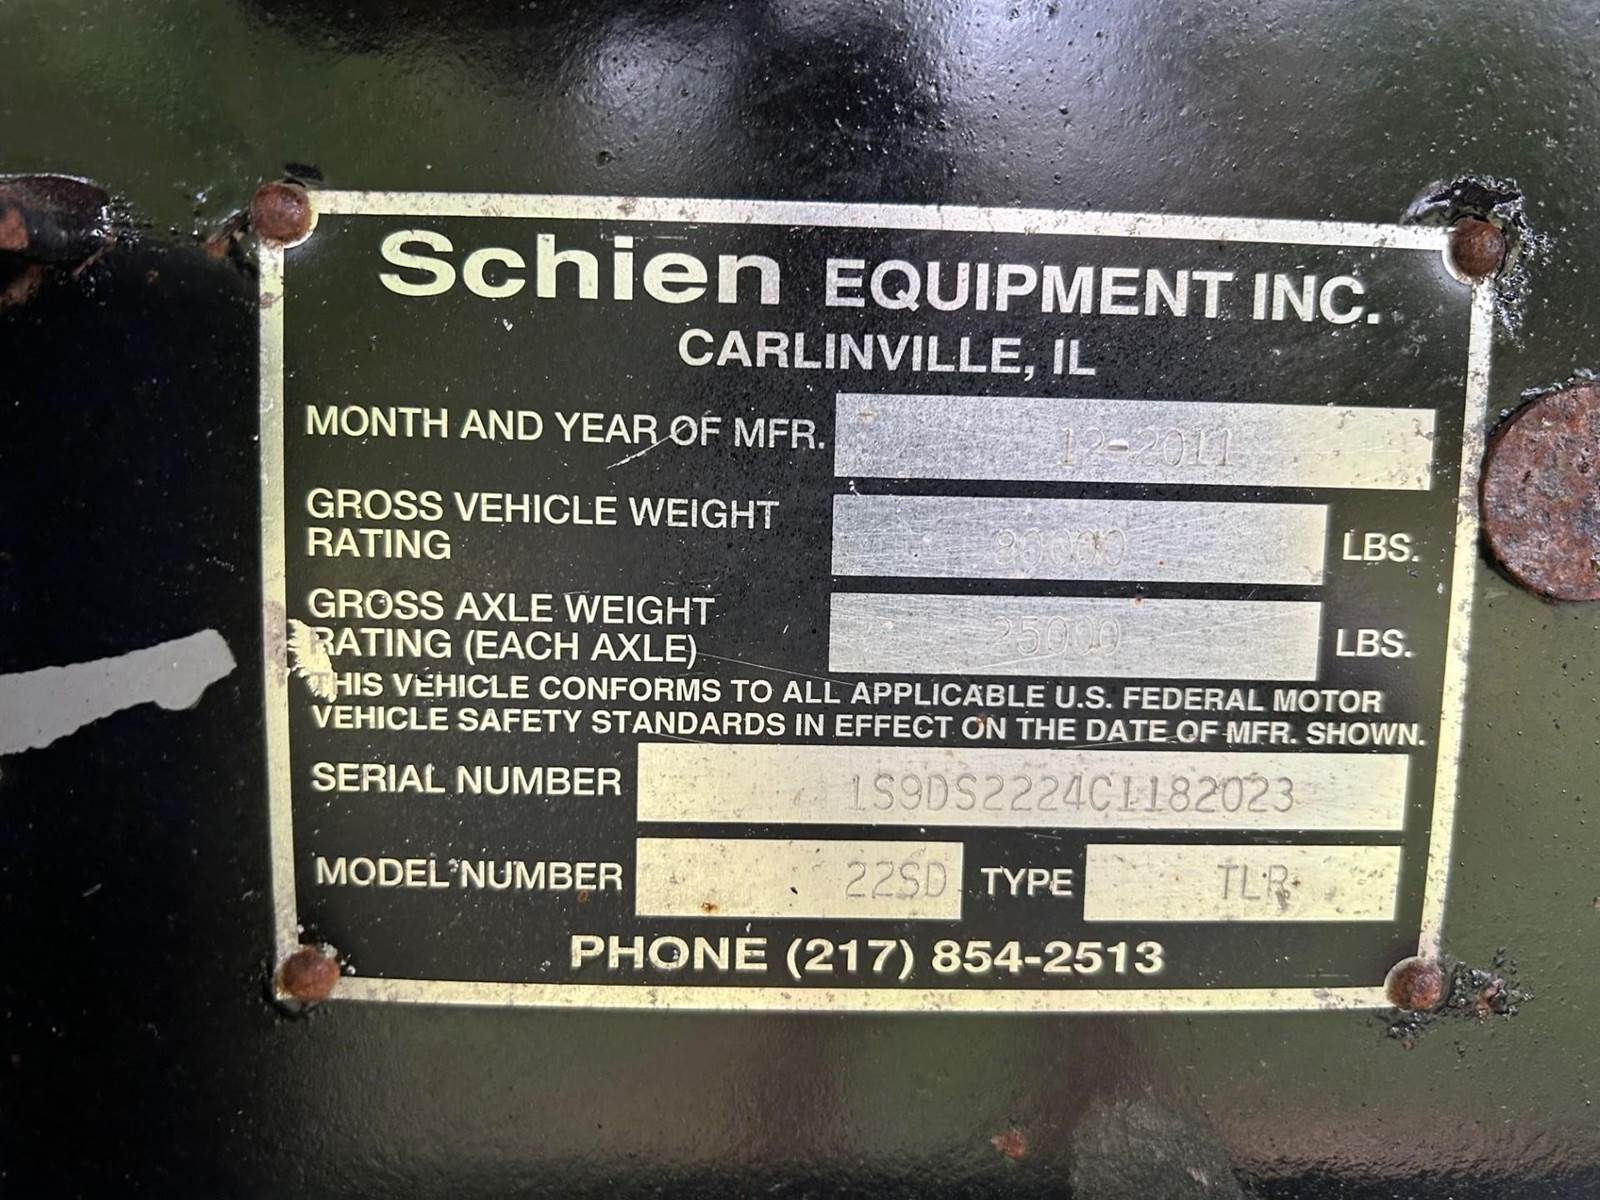 Schien EQUIPMENT INC.
CARLINVILLE, IL
MONTH AND YEAR OF MFR. 12-2011
GROSS VEHICLE WEIGHT
RATING 80000 LBS.
GROSS AXLE WEIGHT
RATING (EACH AXLE) 25000 LBS.
THIS VEHICLE CONFORMS TO ALL APPLICABLE U.S. FEDERAL MOTOR
VEHICLE SAFETY STANDARDS IN EFFECT ON THE DATE OF MFR. SHOWN.
SERIAL NUMBER 1S9DS2224C1182023
MODEL NUMBER 22SD TYPE TLR
PHONE (217) 854-2513